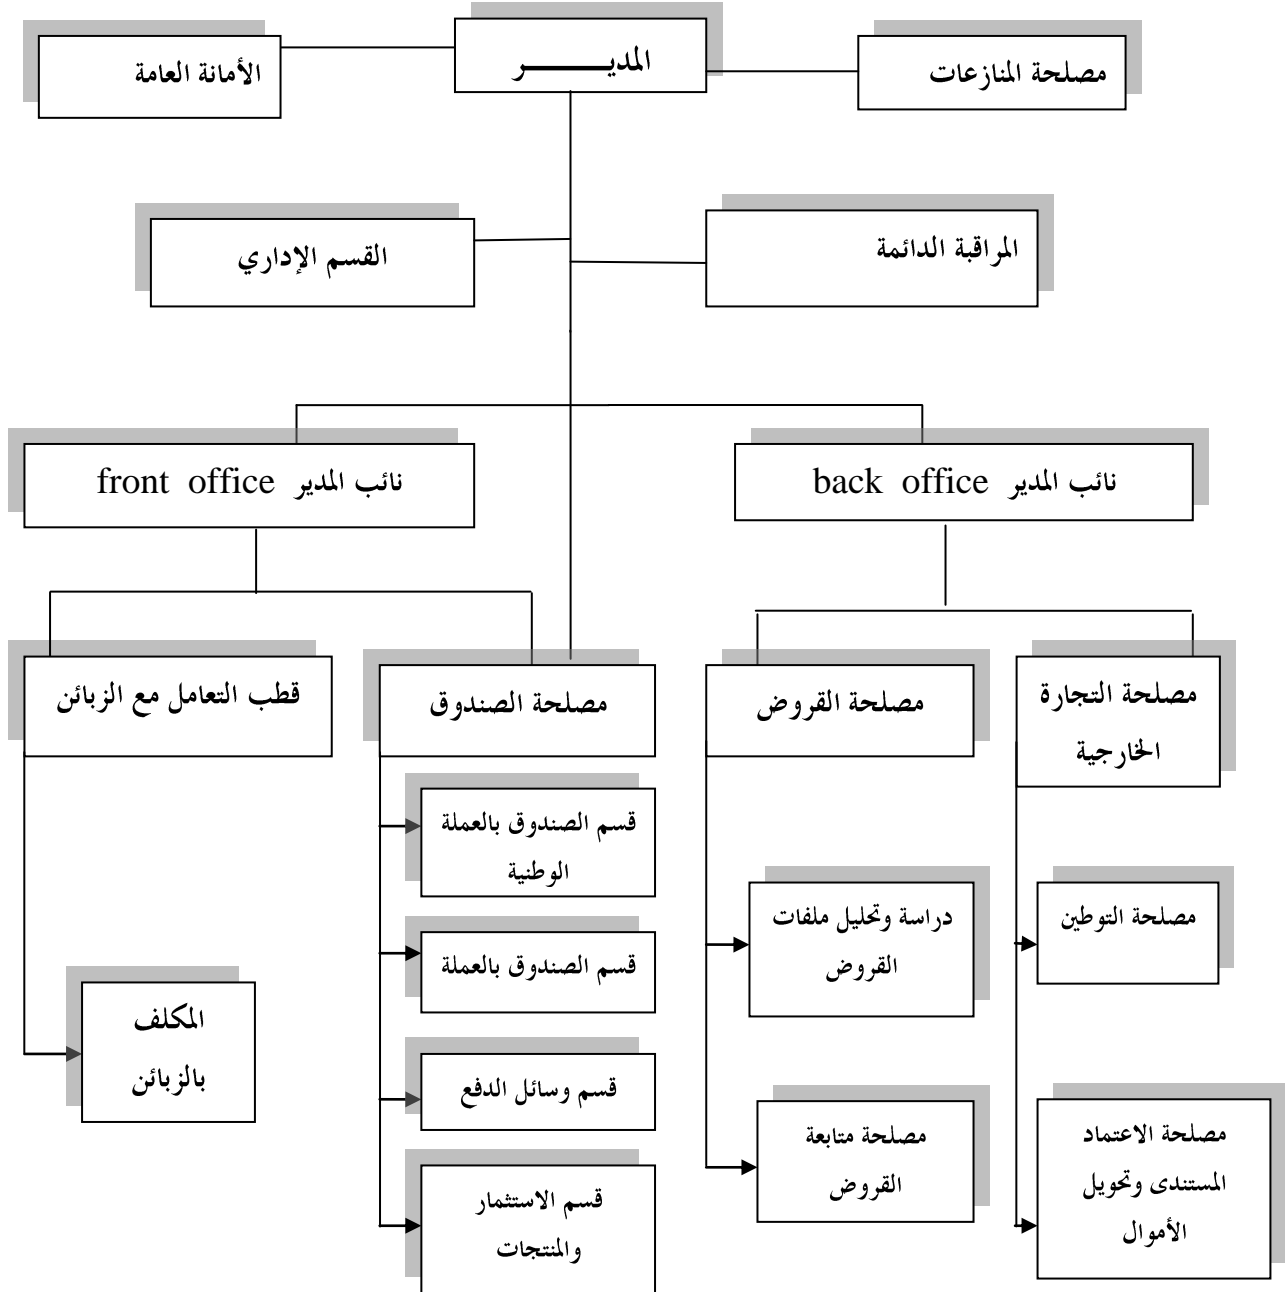 مصلحة المنازعات
المديـــــــــر
الأمانة العامة
المراقبة الدائمة
القسم الإداري
نائب المدير back office
نائب المدير front office
مصلحة التجارة
الخارجية
مصلحة القروض
مصلحة الصندوق
قطب التعامل مع الزبائن
مصلحة التوطين
مصلحة الاعتماد
المستندى وتحويل
الأموال
دراسة وتحليل ملفات
القروض
مصلحة متابعة
القروض
قسم الصندوق بالعملة
الوطنية
قسم الصندوق بالعملة
قسم وسائل الدفع
قسم الاستثمار
والمنتجات
المكلف
بالزبائن